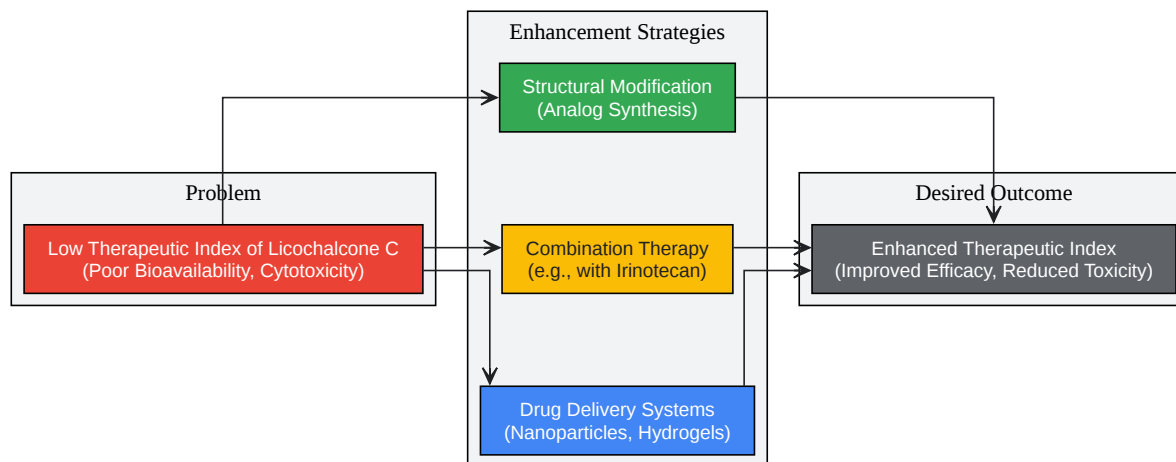 Enhancement Strategies
Structural Modification
(Analog Synthesis)
Problem
Low Therapeutic Index of Licochalcone C
(Poor Bioavailability, Cytotoxicity)
Combination Therapy
(e.g., with Irinotecan)
Desired Outcome
Enhanced Therapeutic Index
(Improved Efficacy, Reduced Toxicity)
Drug Delivery Systems
(Nanoparticles, Hydrogels)